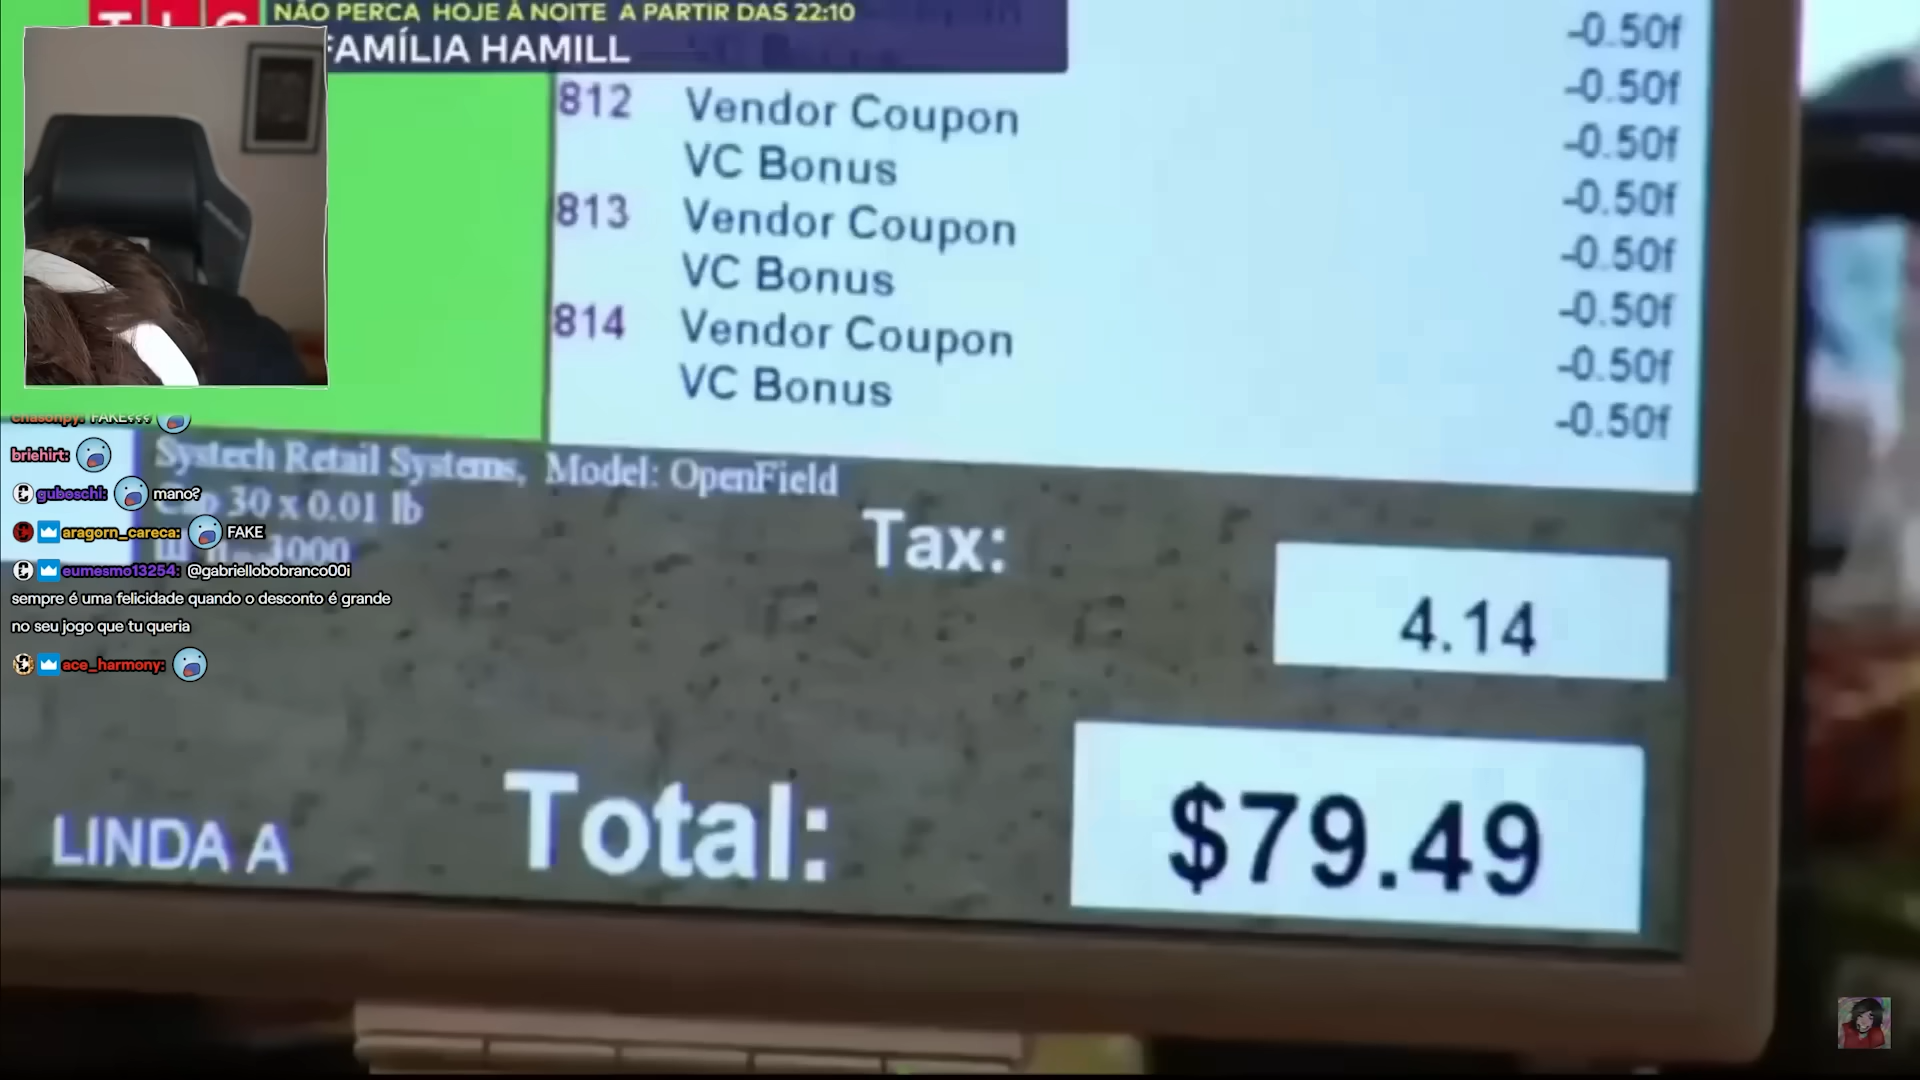 TLC
NÃO PERCA HOJE À NOITE A PARTIR DAS 22:10
FAMÍLIA HAMILL
-0.50f
-0.50f
812 Vendor Coupon -0.50f
VC Bonus -0.50f
813 Vendor Coupon -0.50f
VC Bonus -0.50f
814 Vendor Coupon -0.50f
VC Bonus -0.50f
Systech Retail Systems, Model: OpenField
30 x 0.01 lb
Tax:
4.14
Total:
$79.49
LINDA A
FAKE
briehirt:
gubeschi: mano?
aragorn_careca: FAKE
eumesmo13254: @gabriellobobranco00i
sempre é uma felicidade quando o desconto é grande
no seu jogo que tu queria
ace_harmony: